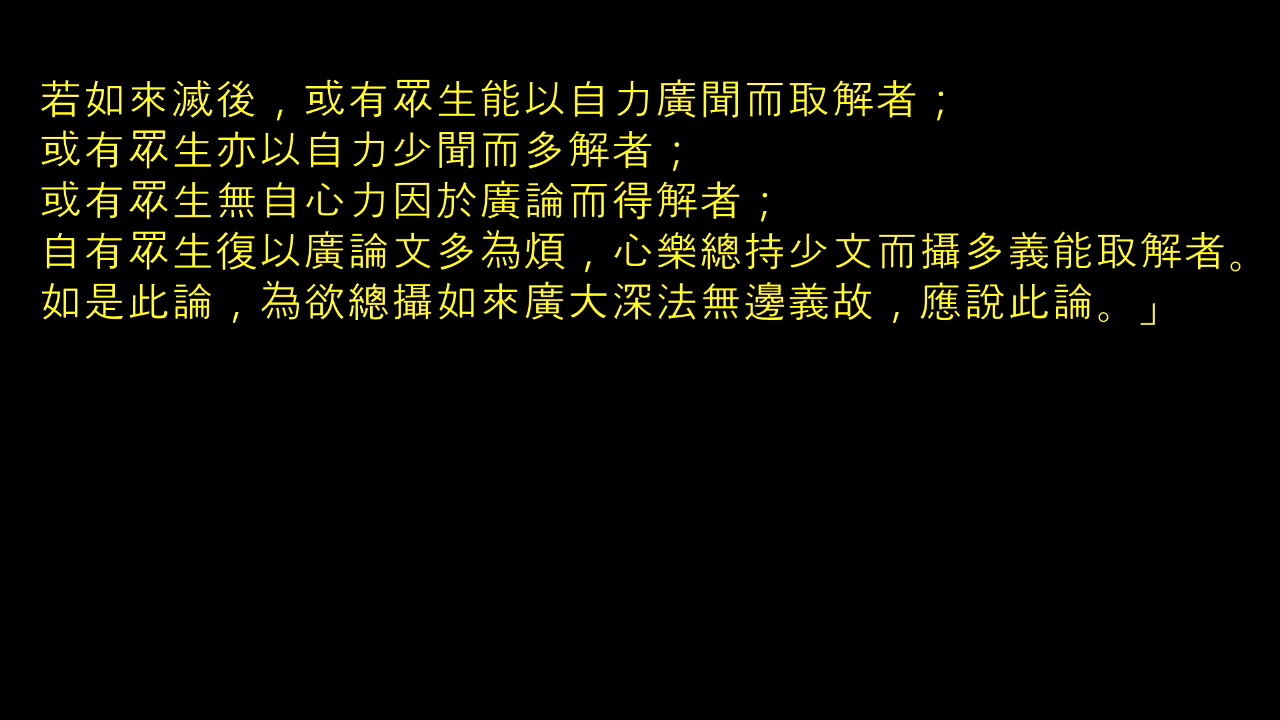 若如來滅後，或有眾生能以自力廣聞而取解者；
或有眾生亦以自力少聞而多解者；
或有眾生無自心力因於廣論而得解者；
自有眾生復以廣論文多為煩，心樂總持少文而攝多義能取解者。
如是此論，為欲總攝如來廣大深法無邊義故，應說此論。」